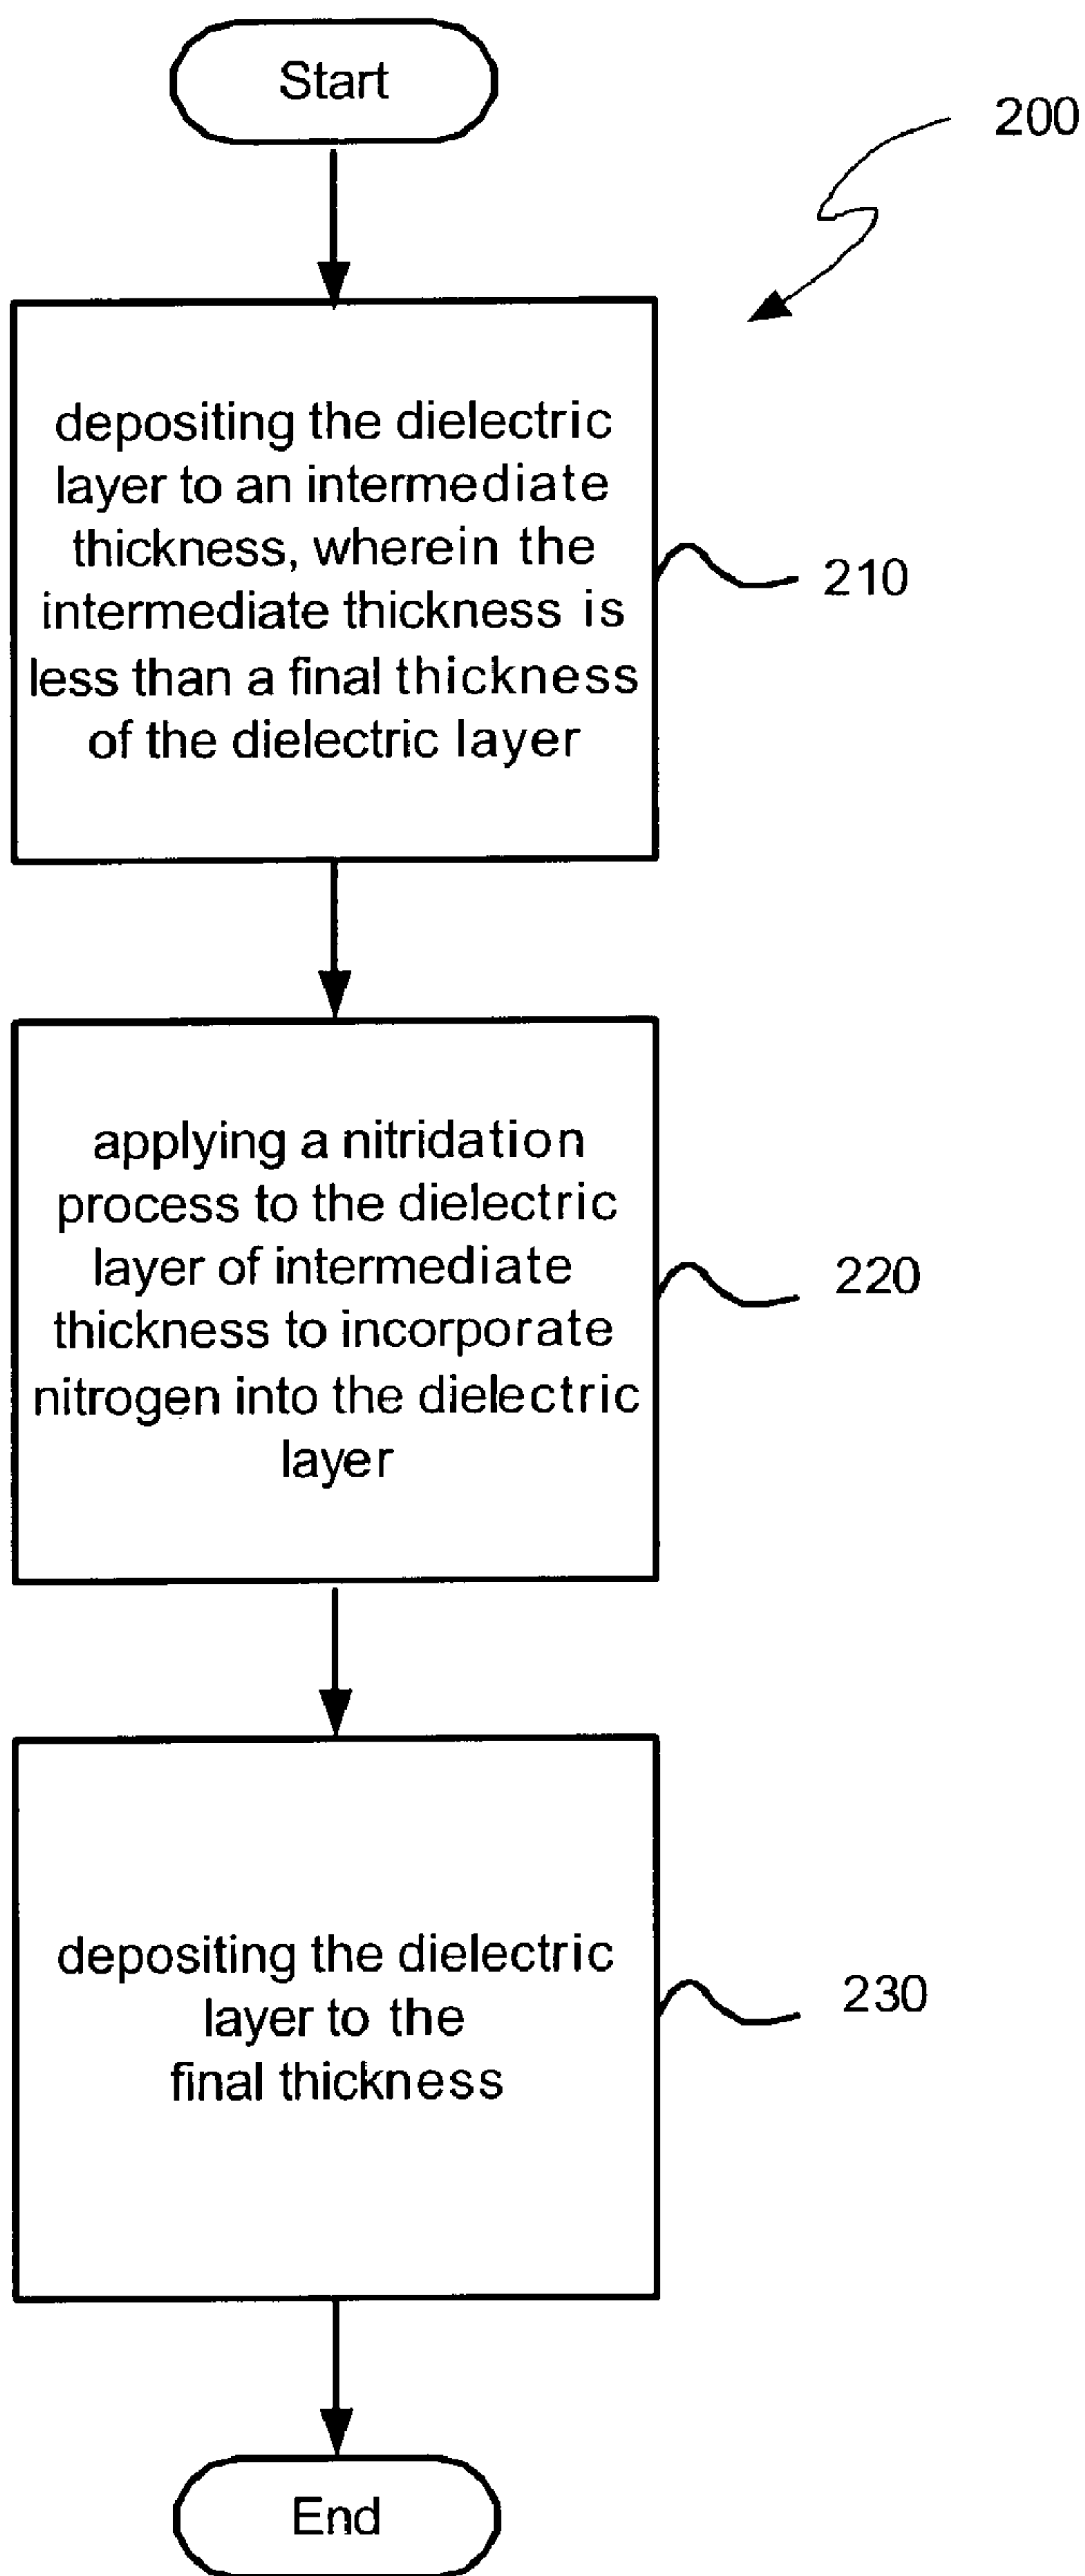 Start
200
depositing the dielectric
layer to an intermediate
thickness, wherein the
intermediate thickness is
less than a final thickness
of the dielectric layer
210
applying a nitridation
process to the dielectric
layer of intermediate
thickness to incorporate
nitrogen into the dielectric
layer
220
depositing the dielectric
layer to the
final thickness
230
End